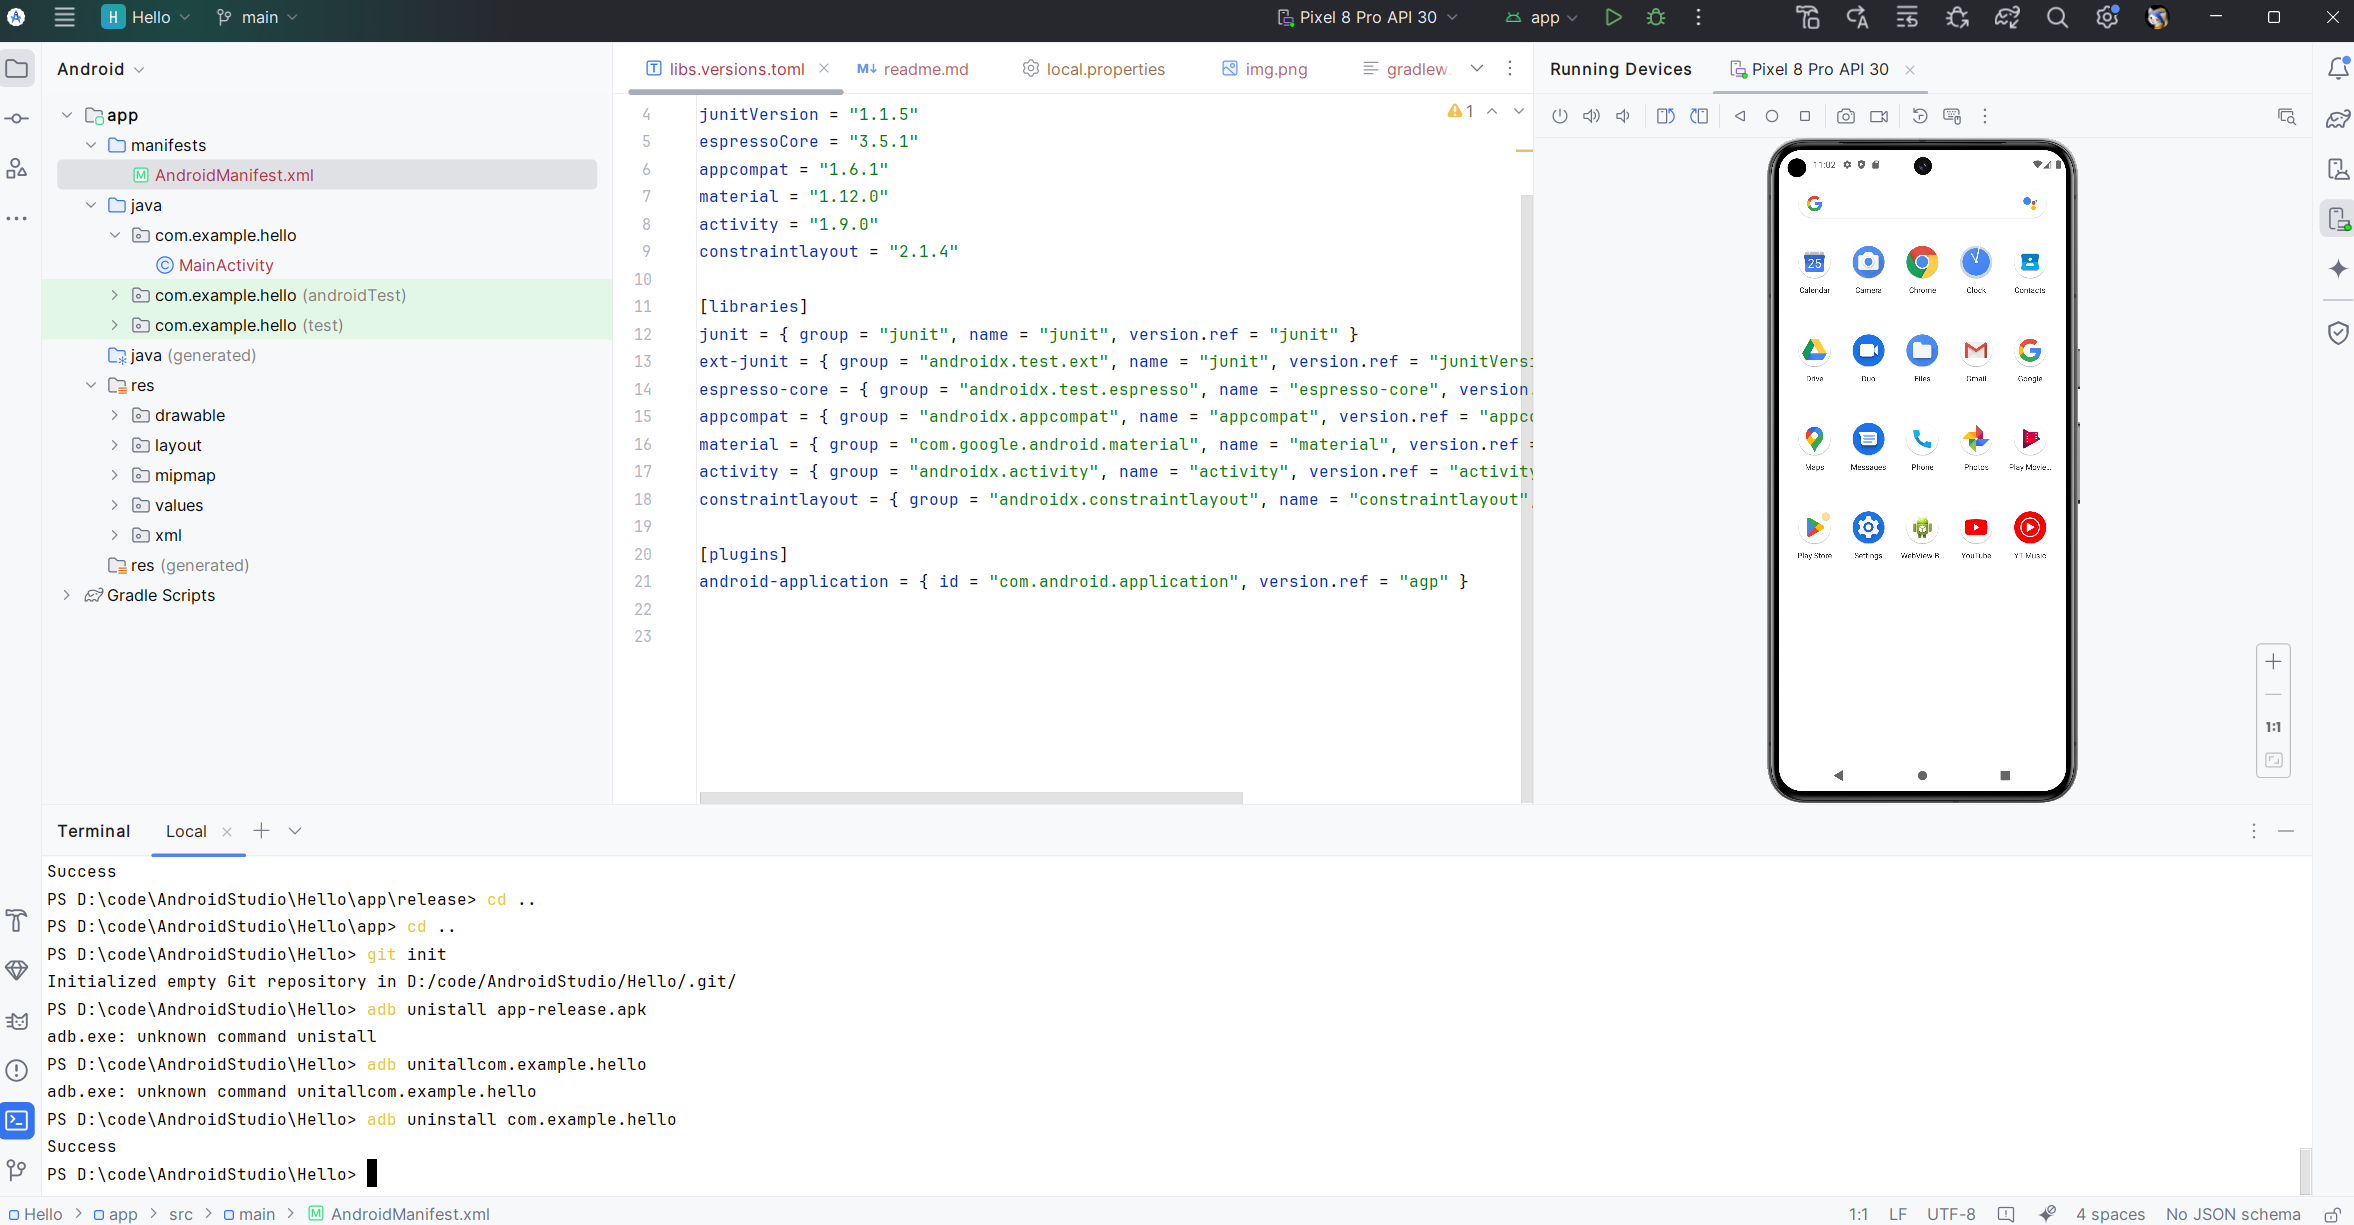 Hello main Pixel 8 Pro API 30 app
Android
app
manifests
AndroidManifest.xml
java
com.example.hello
MainActivity
com.example.hello (androidTest)
com.example.hello (test)
java (generated)
res
drawable
layout
mipmap
values
xml
res (generated)
Gradle Scripts
libs.versions.toml readme.md local.properties img.png gradlew.
1
4 junitVersion = "1.1.5"
5 espressoCore = "3.5.1"
6 appcompat = "1.6.1"
7 material = "1.12.0"
8 activity = "1.9.0"
9 constraintlayout = "2.1.4"
10
11 [libraries]
12 junit = { group = "junit", name = "junit", version.ref = "junit" }
13 ext-junit = { group = "androidx.test.ext", name = "junit", version.ref = "junitVersi
14 espresso-core = { group = "androidx.test.espresso", name = "espresso-core", version.
15 appcompat = { group = "androidx.appcompat", name = "appcompat", version.ref = "appco
16 material = { group = "com.google.android.material", name = "material", version.ref =
17 activity = { group = "androidx.activity", name = "activity", version.ref = "activity
18 constraintlayout = { group = "androidx.constraintlayout", name = "constraintlayout",
19
20 [plugins]
21 android-application = { id = "com.android.application", version.ref = "agp" }
22
23
Running Devices Pixel 8 Pro API 30
11:02
25
Calendar Camera Chrome Clock Contacts
Drive Duo Files Gmail Google
Maps Messages Phone Photos Play Movie...
Play Store Settings WebView B... YouTube YT Music
1:1
Terminal Local
Success
PS D:\code\AndroidStudio\Hello\app\release> cd ..
PS D:\code\AndroidStudio\Hello\app> cd ..
PS D:\code\AndroidStudio\Hello> git init
Initialized empty Git repository in D:/code/AndroidStudio/Hello/.git/
PS D:\code\AndroidStudio\Hello> adb unistall app-release.apk
adb.exe: unknown command unistall
PS D:\code\AndroidStudio\Hello> adb unitallcom.example.hello
adb.exe: unknown command unitallcom.example.hello
PS D:\code\AndroidStudio\Hello> adb uninstall com.example.hello
Success
PS D:\code\AndroidStudio\Hello>
Hello > app > src > main > AndroidManifest.xml 1:1 LF UTF-8 4 spaces No JSON schema